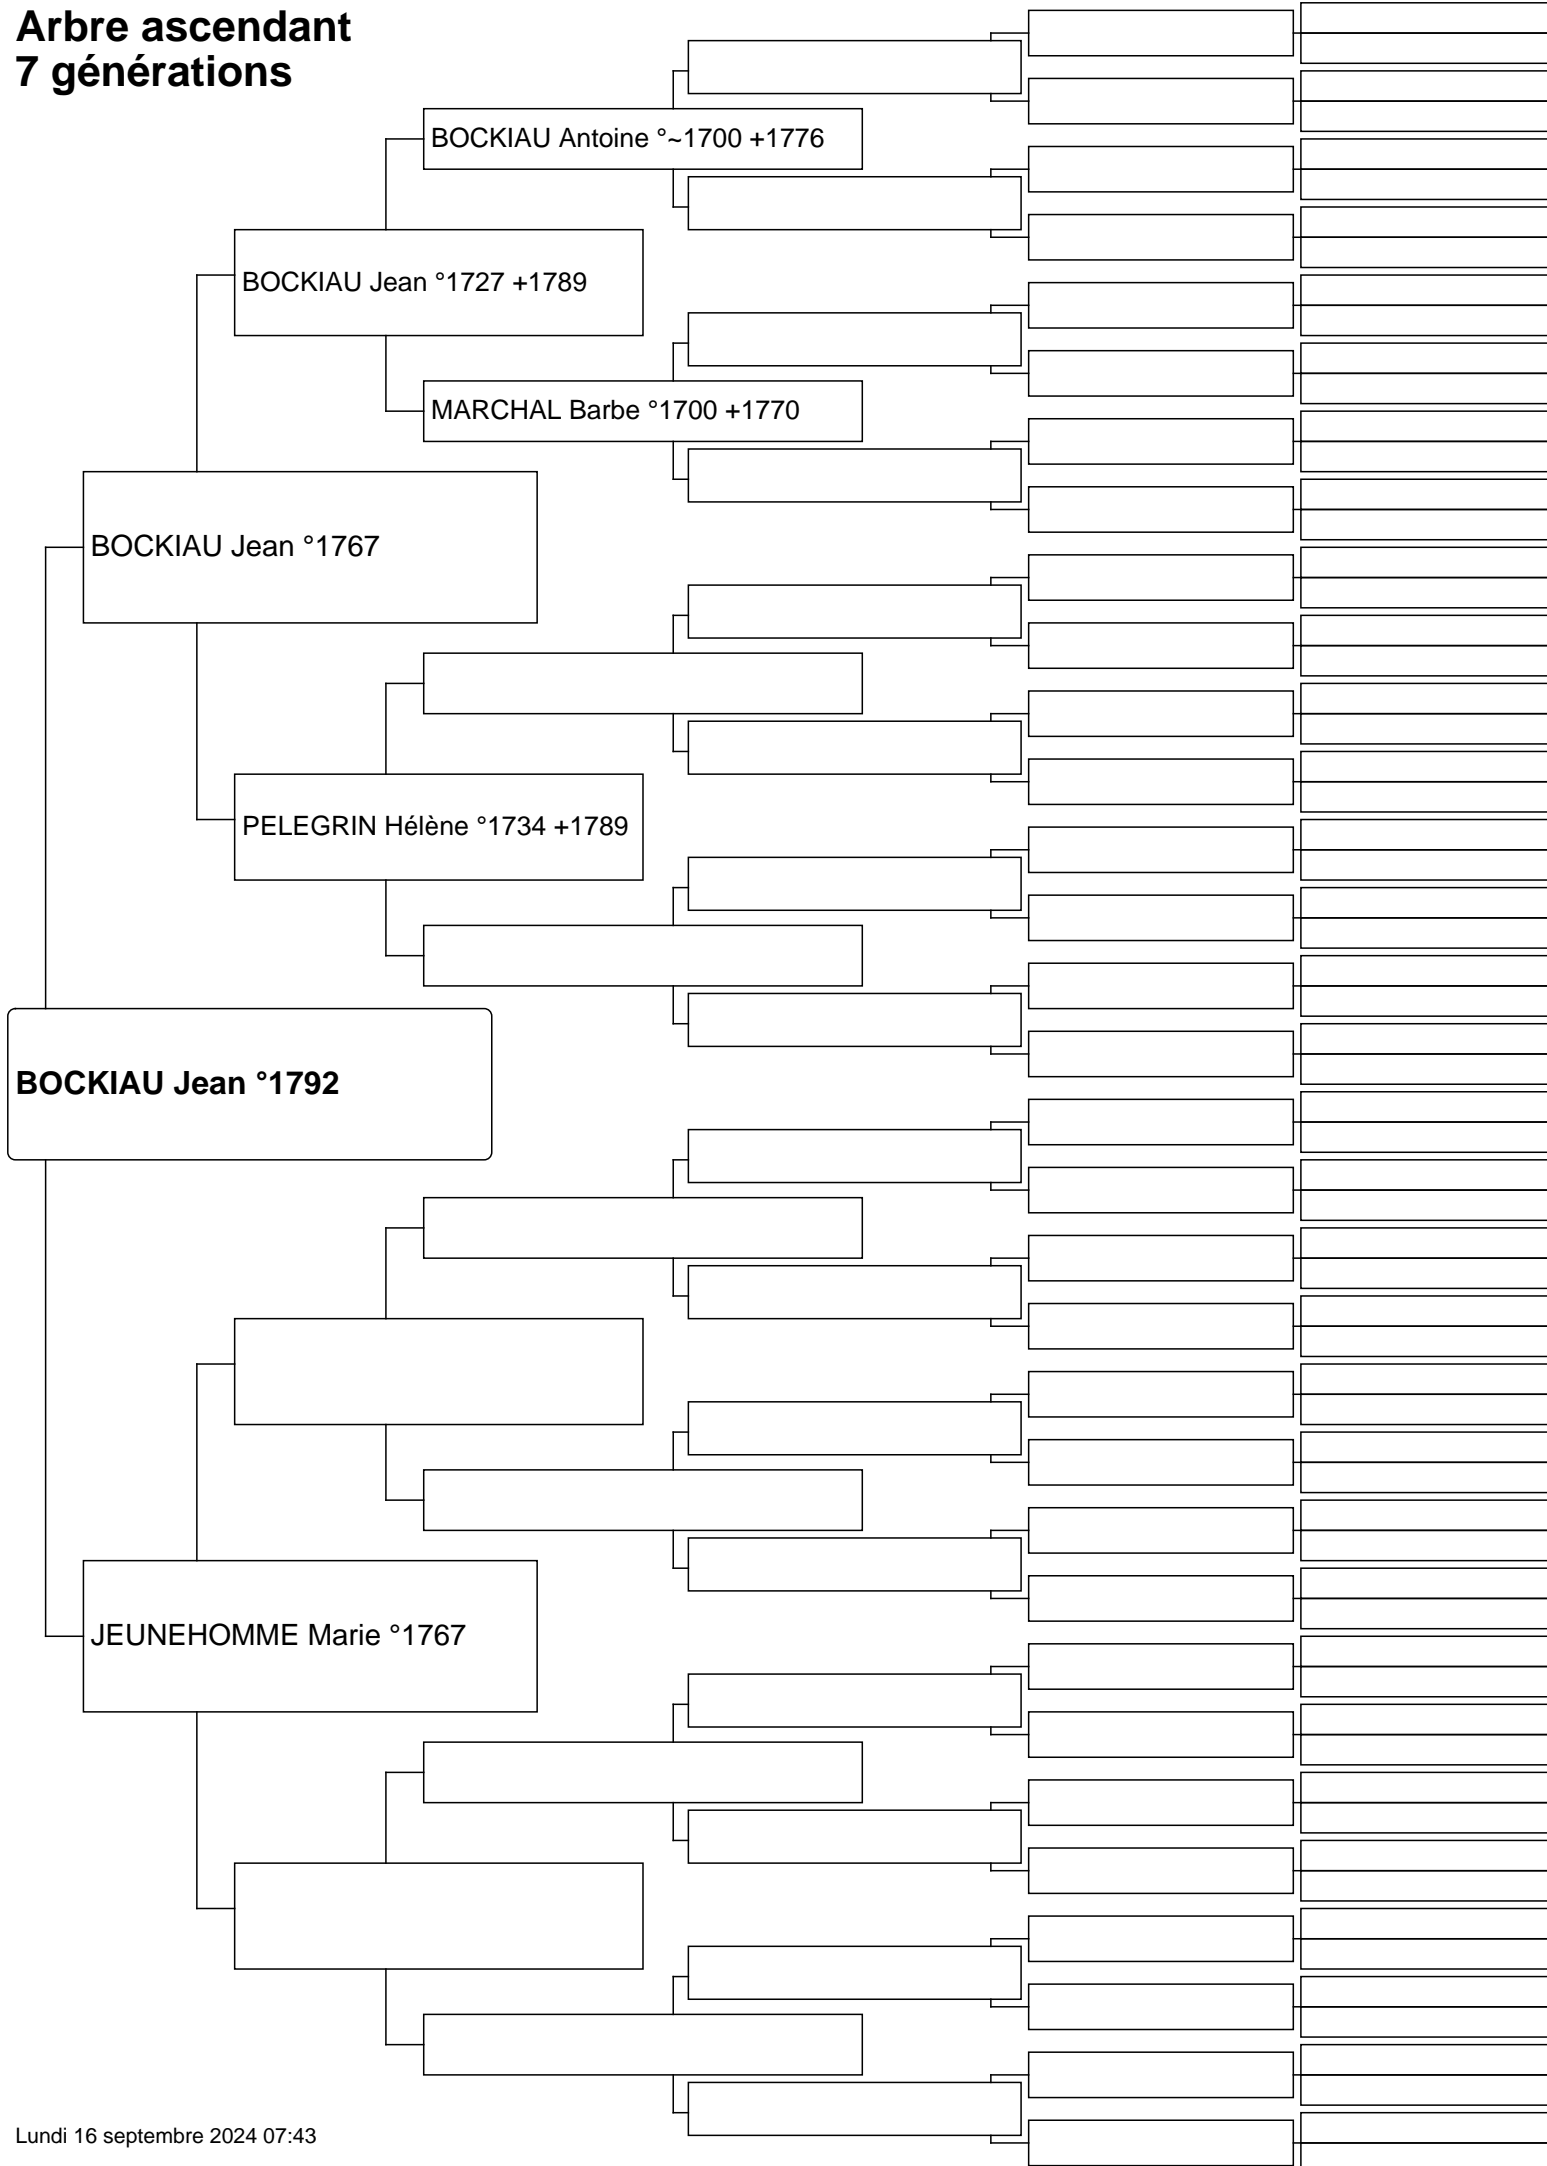 Arbre ascendant
7 générations
BOCKIAU Antoine °~1700 +1776
BOCKIAU Jean °1727 +1789
MARCHAL Barbe °1700 +1770
BOCKIAU Jean °1767
PELEGRIN Hélène °1734 +1789
BOCKIAU Jean °1792
JEUNEHOMME Marie °1767
Lundi 16 septembre 2024 07:43